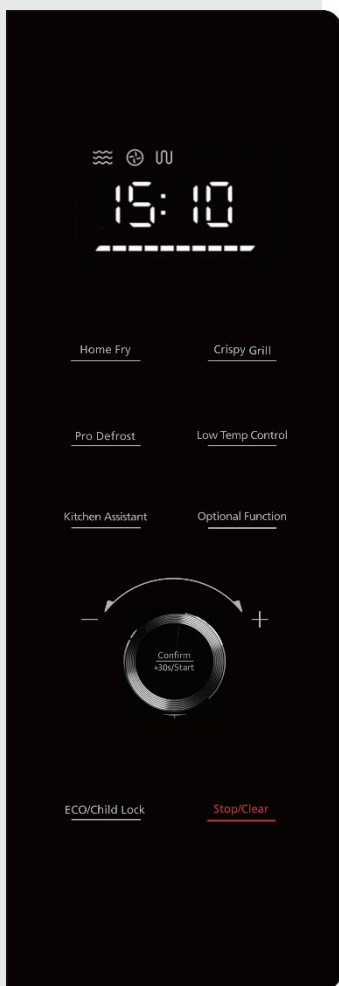 15:10
Home Fry Crispy Grill
Pro Defrost Low Temp Control
Kitchen Assistant Optional Function
− +
Confirm
+30s/Start
ECO/Child Lock Stop/Clear